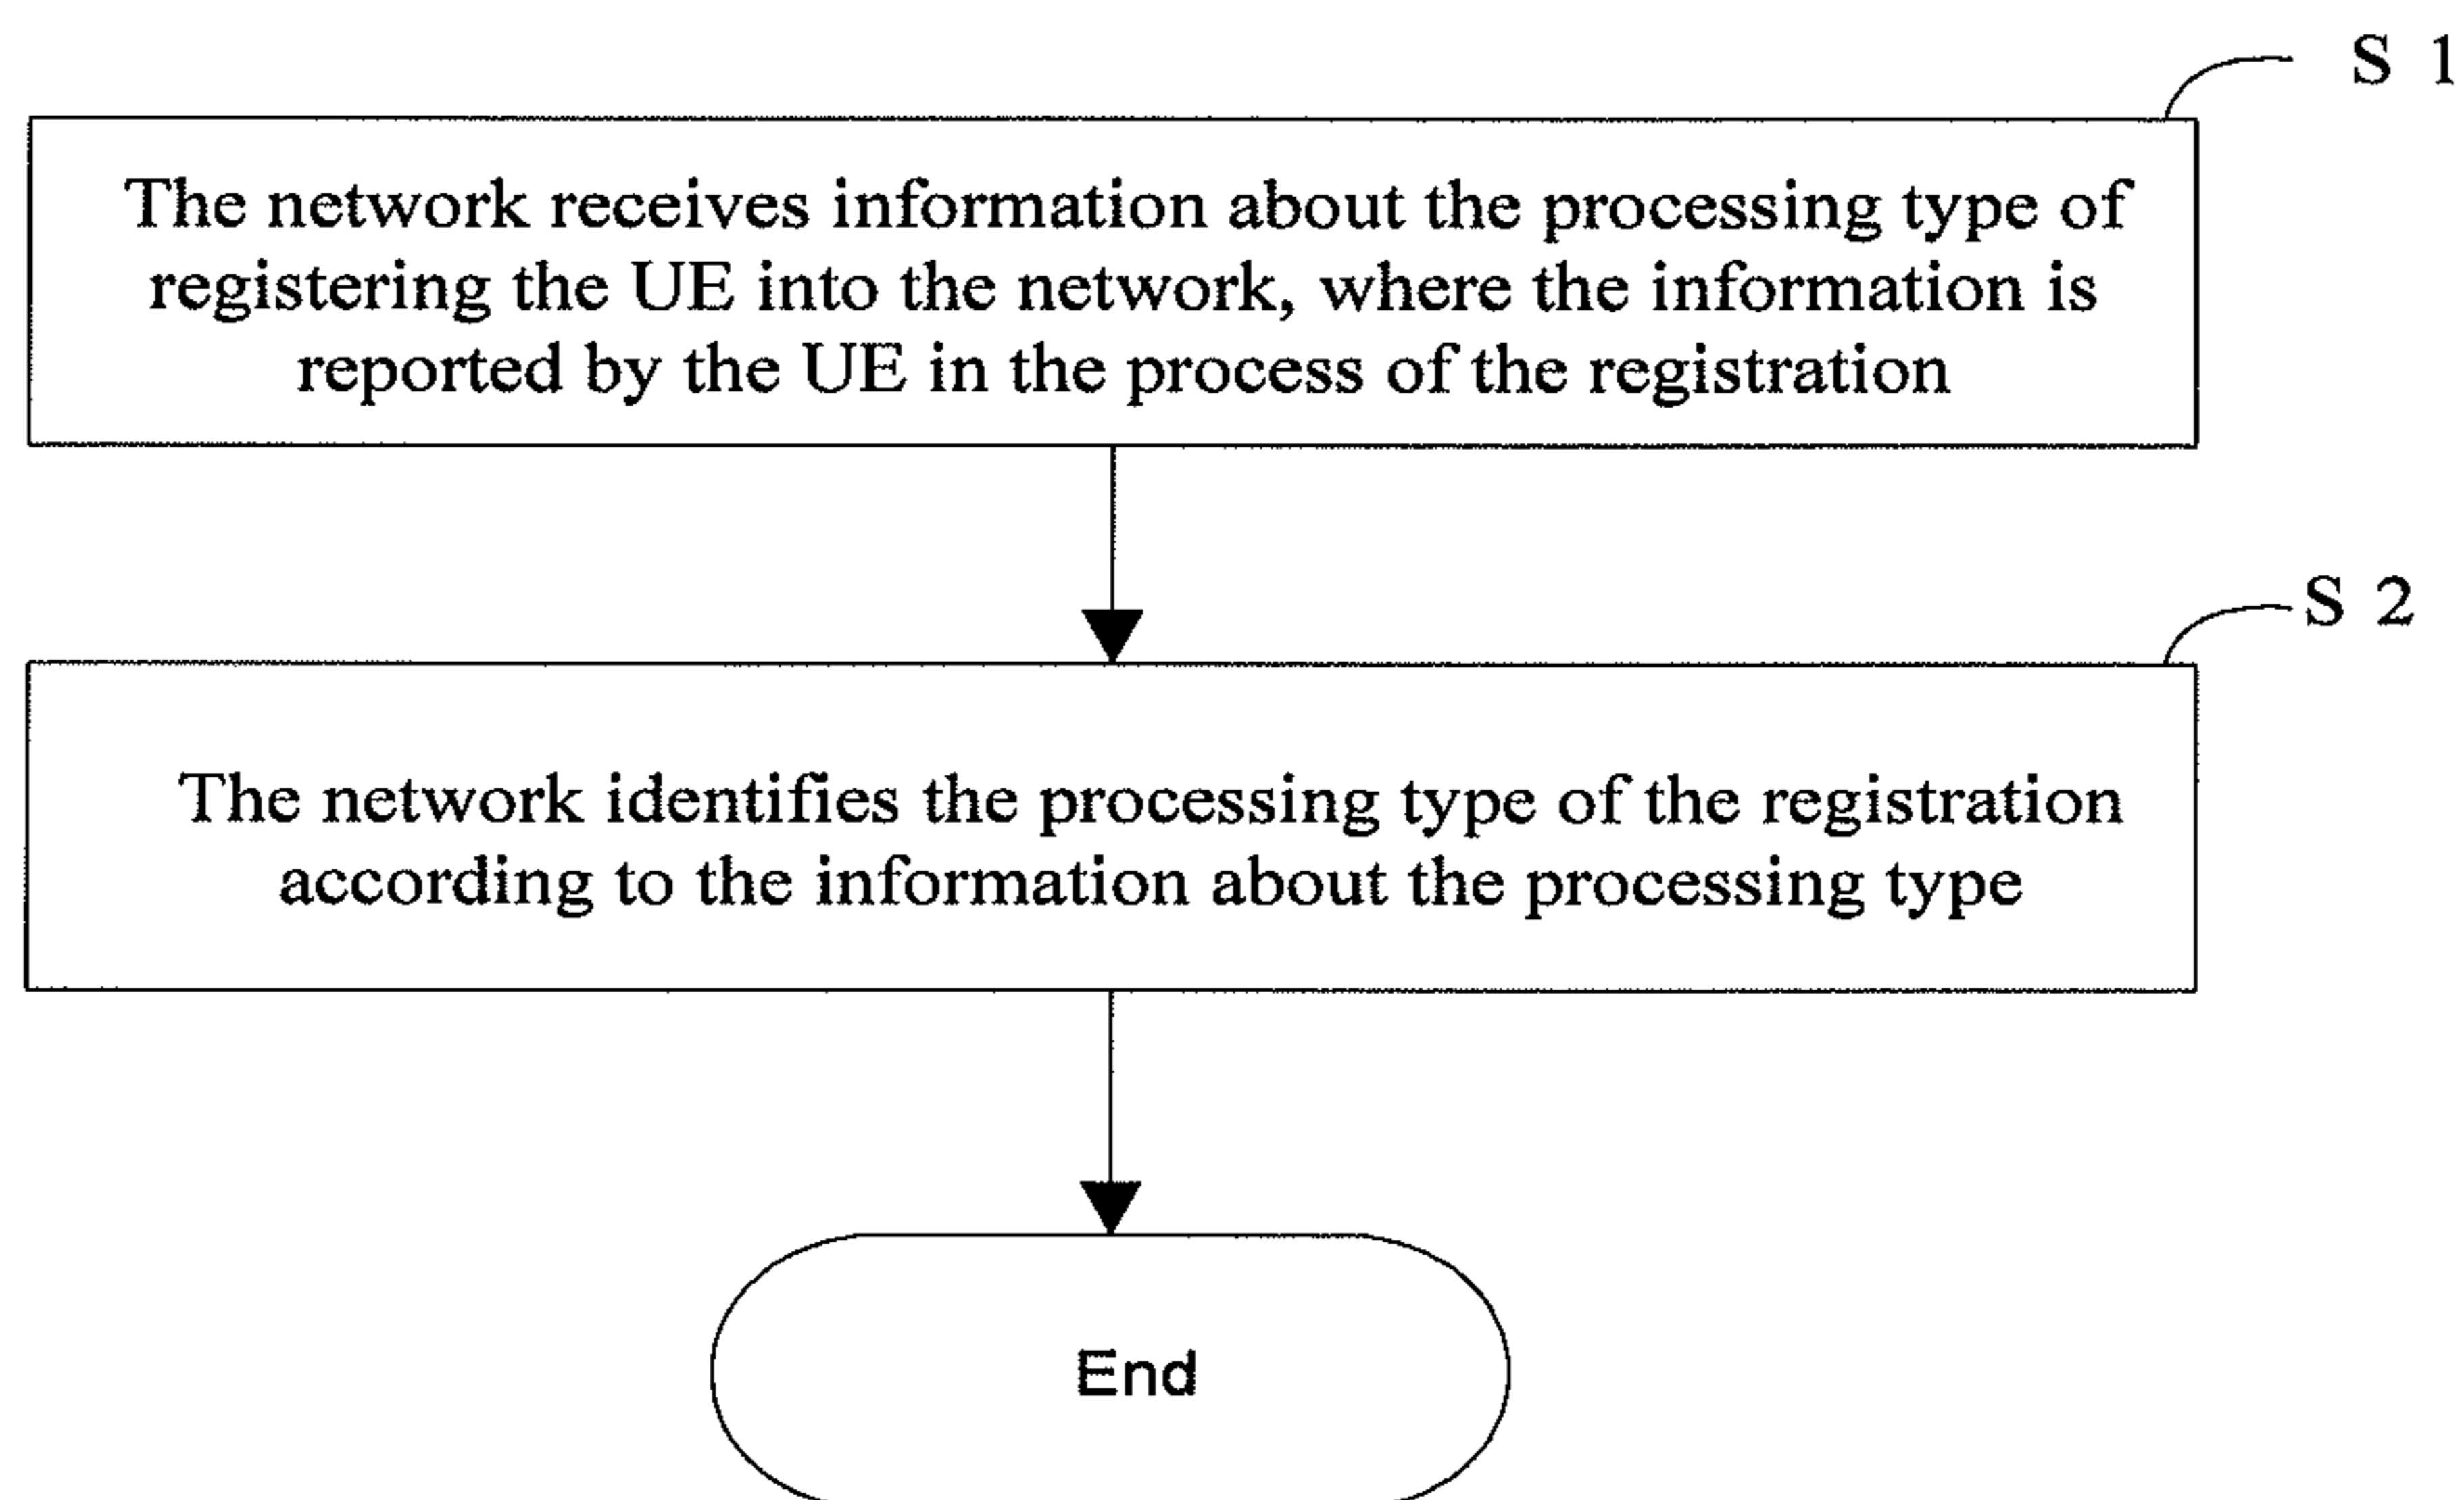 S 1
The network receives information about the processing type of
registering the UE into the network, where the information is
reported by the UE in the process of the registration
S 2
The network identifies the processing type of the registration
according to the information about the processing type
End